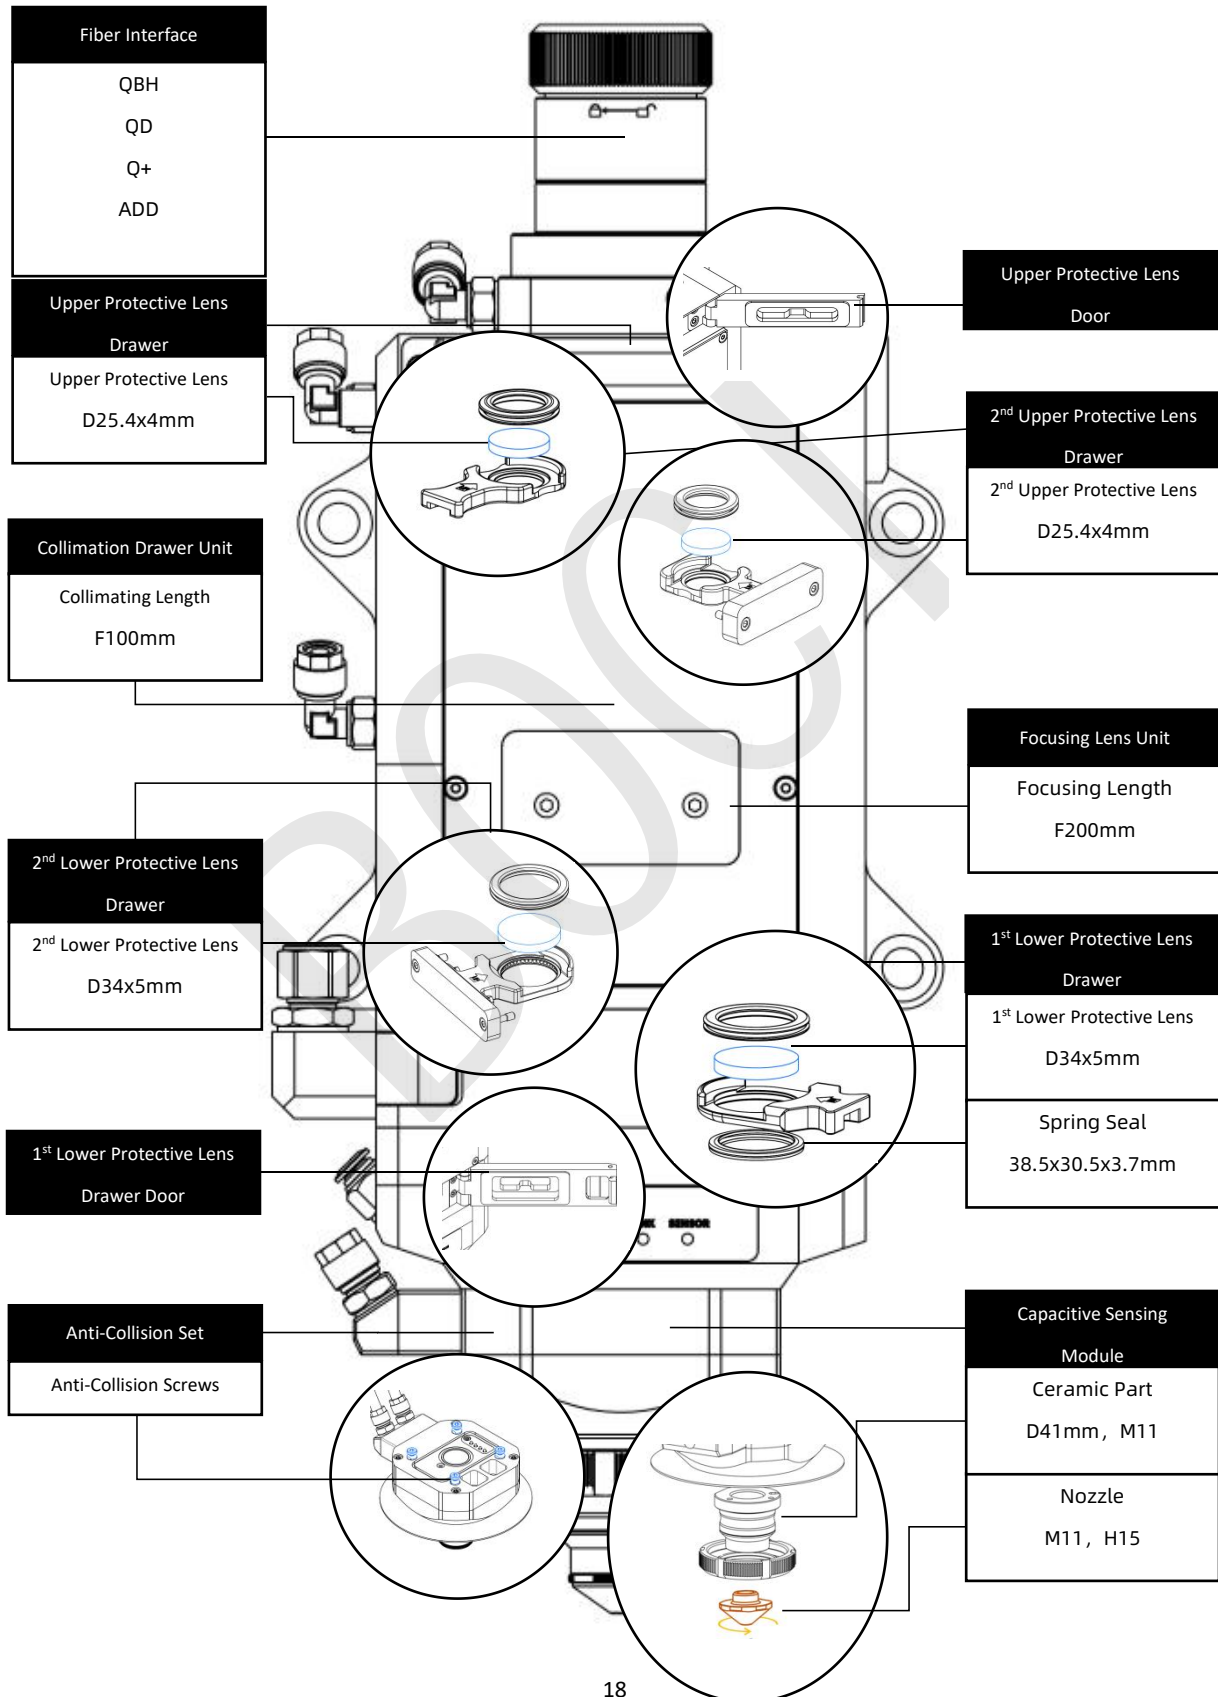 Fiber Interface
QBH
QD
Q+
ADD
Upper Protective Lens
Drawer
Upper Protective Lens
D25.4x4mm
Collimation Drawer Unit
Collimating Length
F100mm
2nd Lower Protective Lens
Drawer
2nd Lower Protective Lens
D34x5mm
1st Lower Protective Lens
Drawer Door
Anti-Collision Set
Anti-Collision Screws
Upper Protective Lens
Door
2nd Upper Protective Lens
Drawer
2nd Upper Protective Lens
D25.4x4mm
Focusing Lens Unit
Focusing Length
F200mm
1st Lower Protective Lens
Drawer
1st Lower Protective Lens
D34x5mm
Spring Seal
38.5x30.5x3.7mm
SENSOR
Capacitive Sensing
Module
Ceramic Part
D41mm, M11
Nozzle
M11, H15
BOCI
18